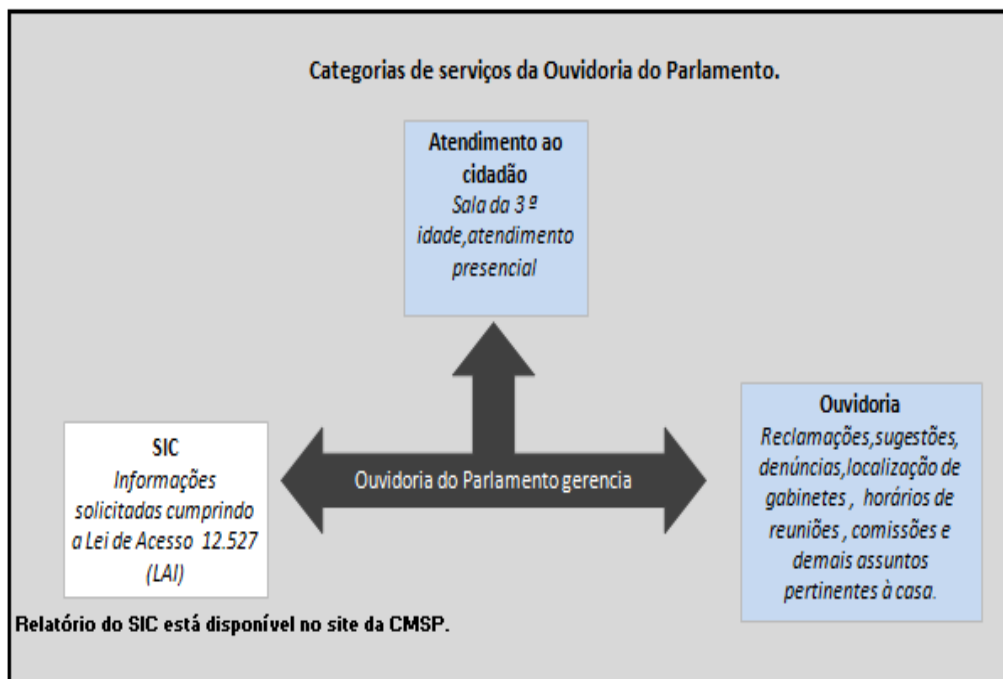 Categorias de serviços da Ouvidoria do Parlamento.
Atendimento ao
cidadão
Sala da 3 ª
idade,atendimento
presencial
SIC
Informações
solicitadas cumprindo
a Lei de Acesso 12.527
(LAI)
Ouvidoria do Parlamento gerencia
Ouvidoria
Reclamações,sugestões,
denúncias,localização de
gabinetes , horários de
reuniões , comissões e
demais assuntos
pertinentes à casa.
Relatório do SIC está disponível no site da CMSP.